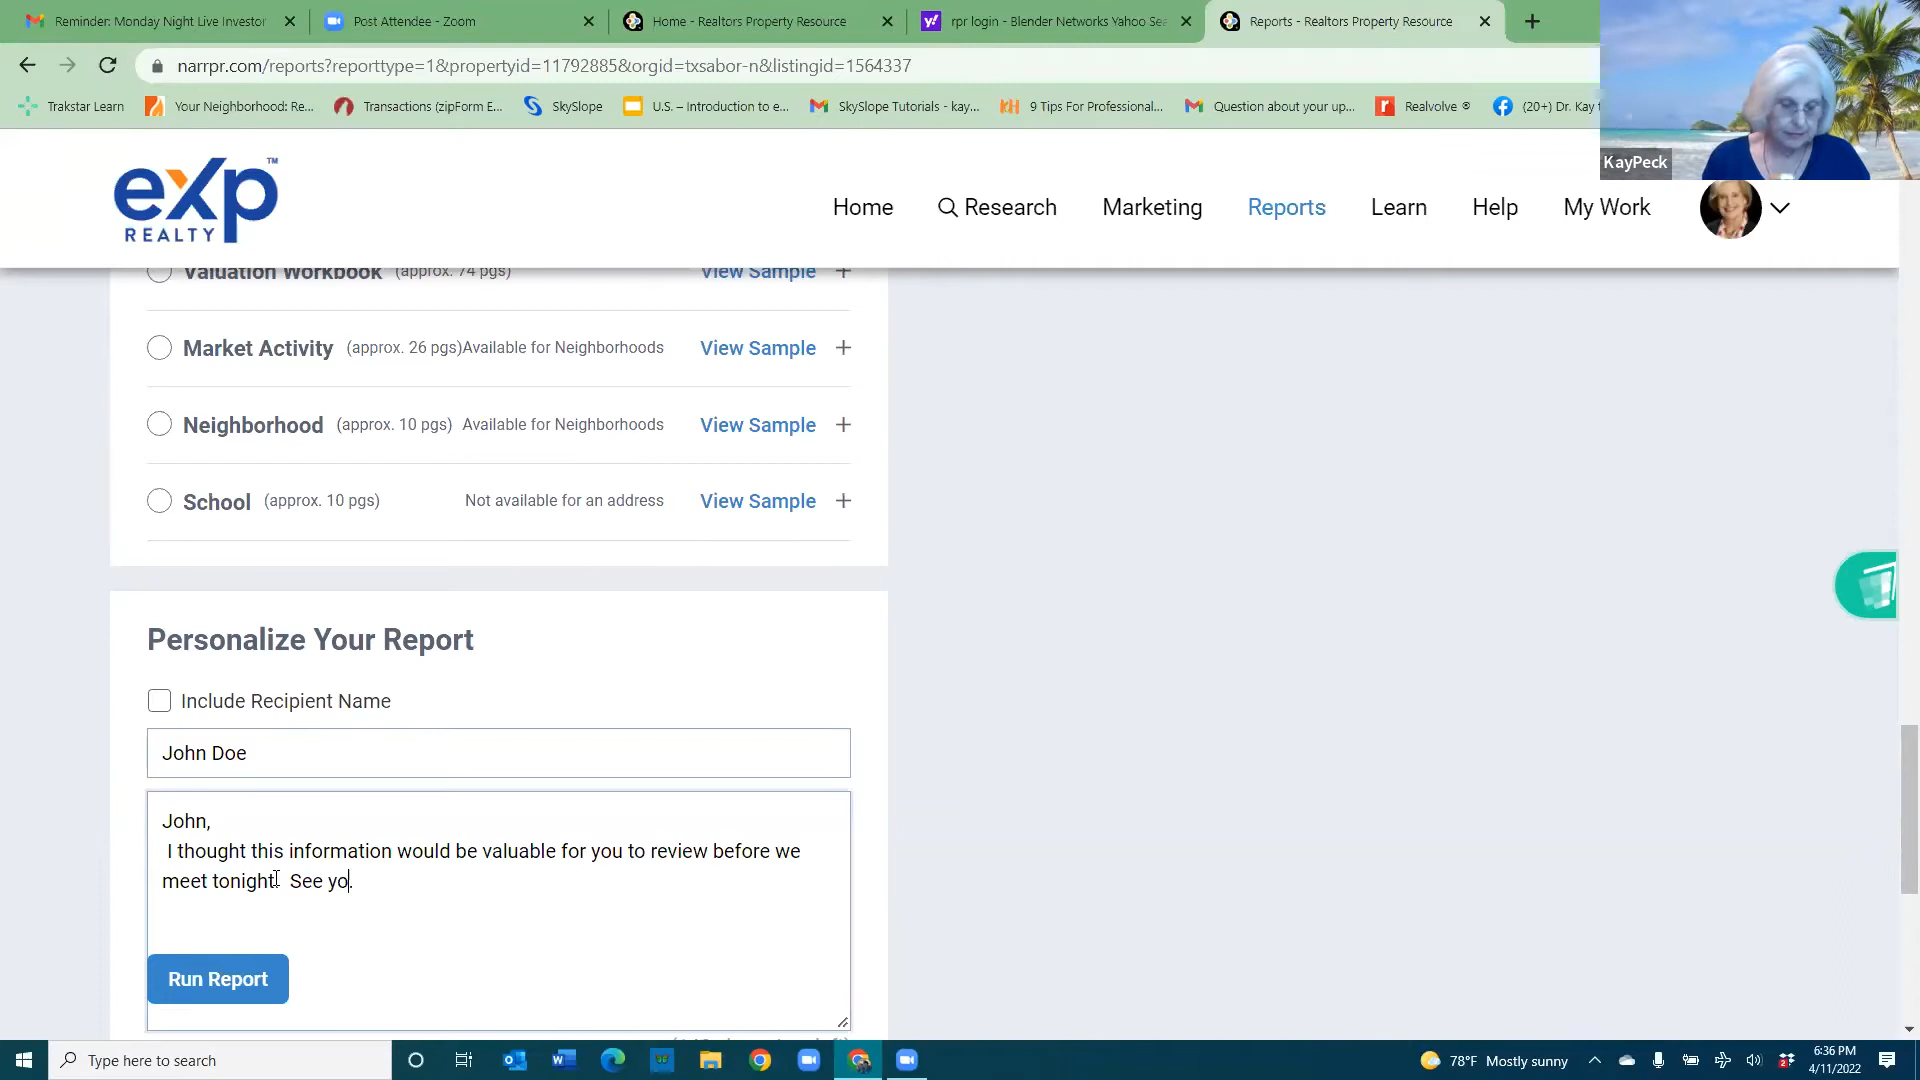 Reminder: Monday Night Live Investor
Post Attendee - Zoom
Home - Realtors Property Resource
rpr login - Blender Networks Yahoo Sea
Reports - Realtors Property Resource
narrpr.com/reports?reporttype=1&propertyid=11792885&orgid=txsabor-n&listingid=1564337
Trakstar Learn
Your Neighborhood: Re...
Transactions (zipForm E...
SkySlope
U.S. – Introduction to e...
SkySlope Tutorials - kay...
9 Tips For Professional...
Question about your up...
Realvolve ®
(20+) Dr. Kay
KayPeck
eXp
REALTY
TM
Home
Research
Marketing
Reports
Learn
Help
My Work
Valuation Workbook (approx. 74 pgs) View Sample +
Market Activity (approx. 26 pgs)Available for Neighborhoods View Sample +
Neighborhood (approx. 10 pgs) Available for Neighborhoods View Sample +
School (approx. 10 pgs) Not available for an address View Sample +
Personalize Your Report
Include Recipient Name
John Doe
John,
I thought this information would be valuable for you to review before we
meet tonight. See yo.
Run Report
Type here to search
78°F Mostly sunny
6:36 PM
4/11/2022